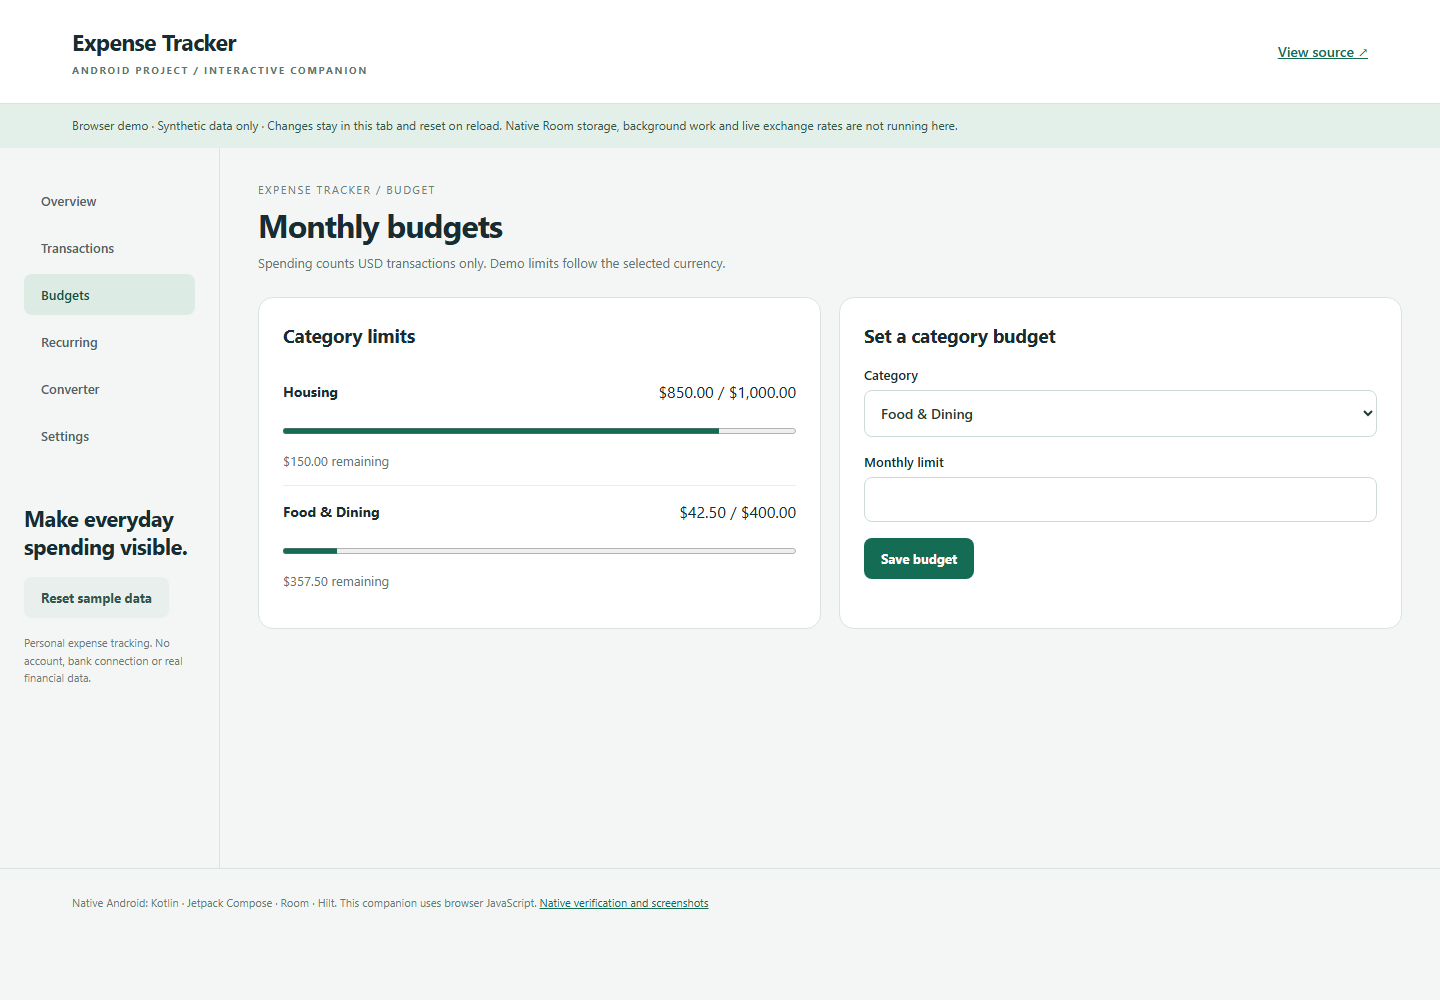 Expense Tracker
ANDROID PROJECT / INTERACTIVE COMPANION
View source ↗
Browser demo · Synthetic data only · Changes stay in this tab and reset on reload. Native Room storage, background work and live exchange rates are not running here.
Overview
Transactions
Budgets
Recurring
Converter
Settings
Make everyday
spending visible.
Reset sample data
Personal expense tracking. No
account, bank connection or real
financial data.
EXPENSE TRACKER / BUDGET
Monthly budgets
Spending counts USD transactions only. Demo limits follow the selected currency.
Category limits
Housing
$850.00 / $1,000.00
$150.00 remaining
Food & Dining
$42.50 / $400.00
$357.50 remaining
Set a category budget
Category
Food & Dining
Monthly limit
Save budget
Native Android: Kotlin · Jetpack Compose · Room · Hilt. This companion uses browser JavaScript. Native verification and screenshots